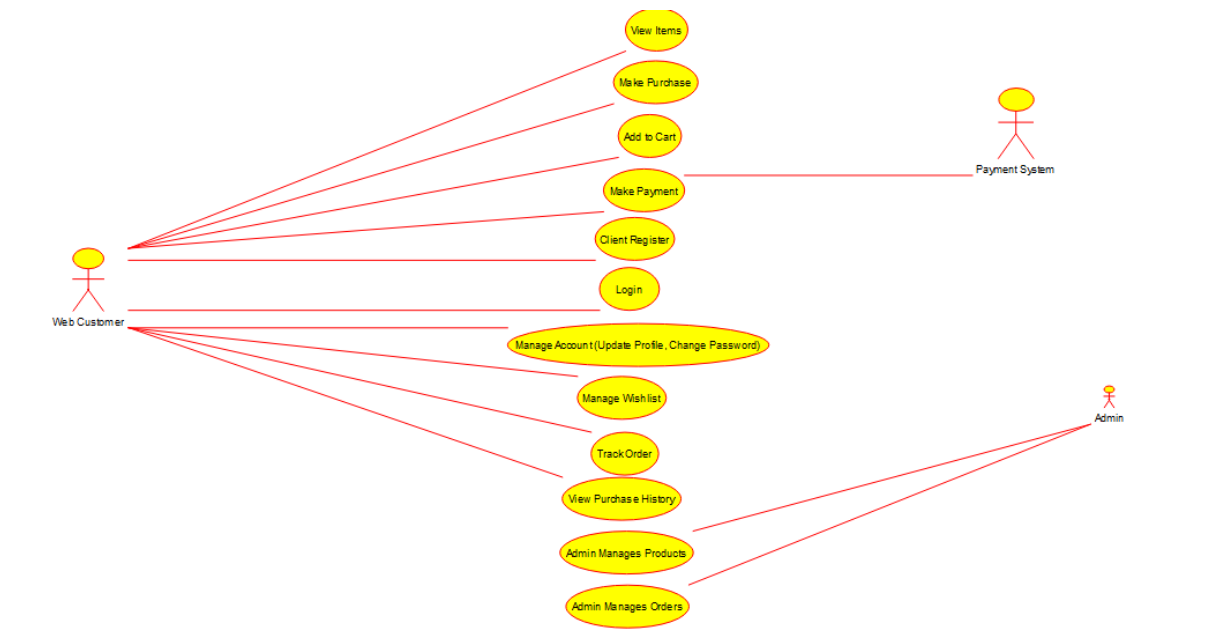 View Items
Make Purchase
Add to Cart
Payment System
Make Payment
Client Register
Login
Web Customer
Manage Account(Update Profile, Change Password)
Manage Wishlist
Admin
Track Order
View Purchase History
Admin Manages Products
Admin Manages Orders